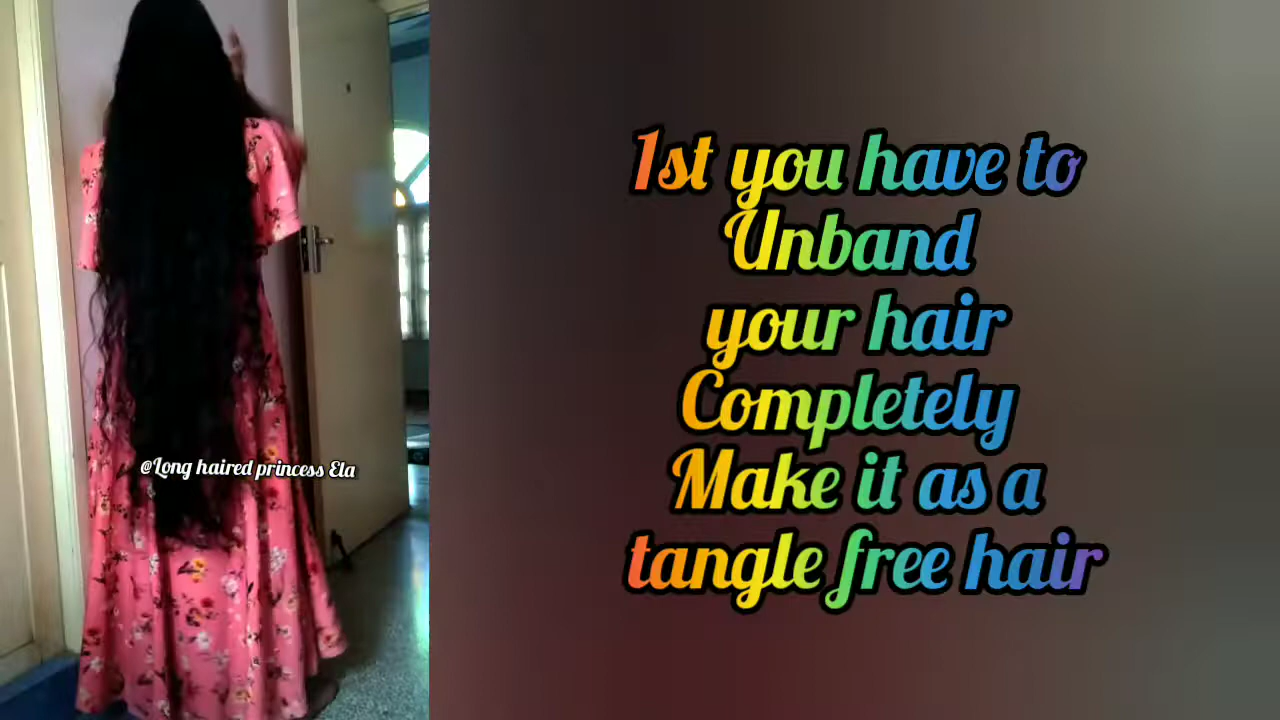 @Long haired princess Ela
1st you have to
Unband
your hair
Completely
Make it as a
tangle free hair